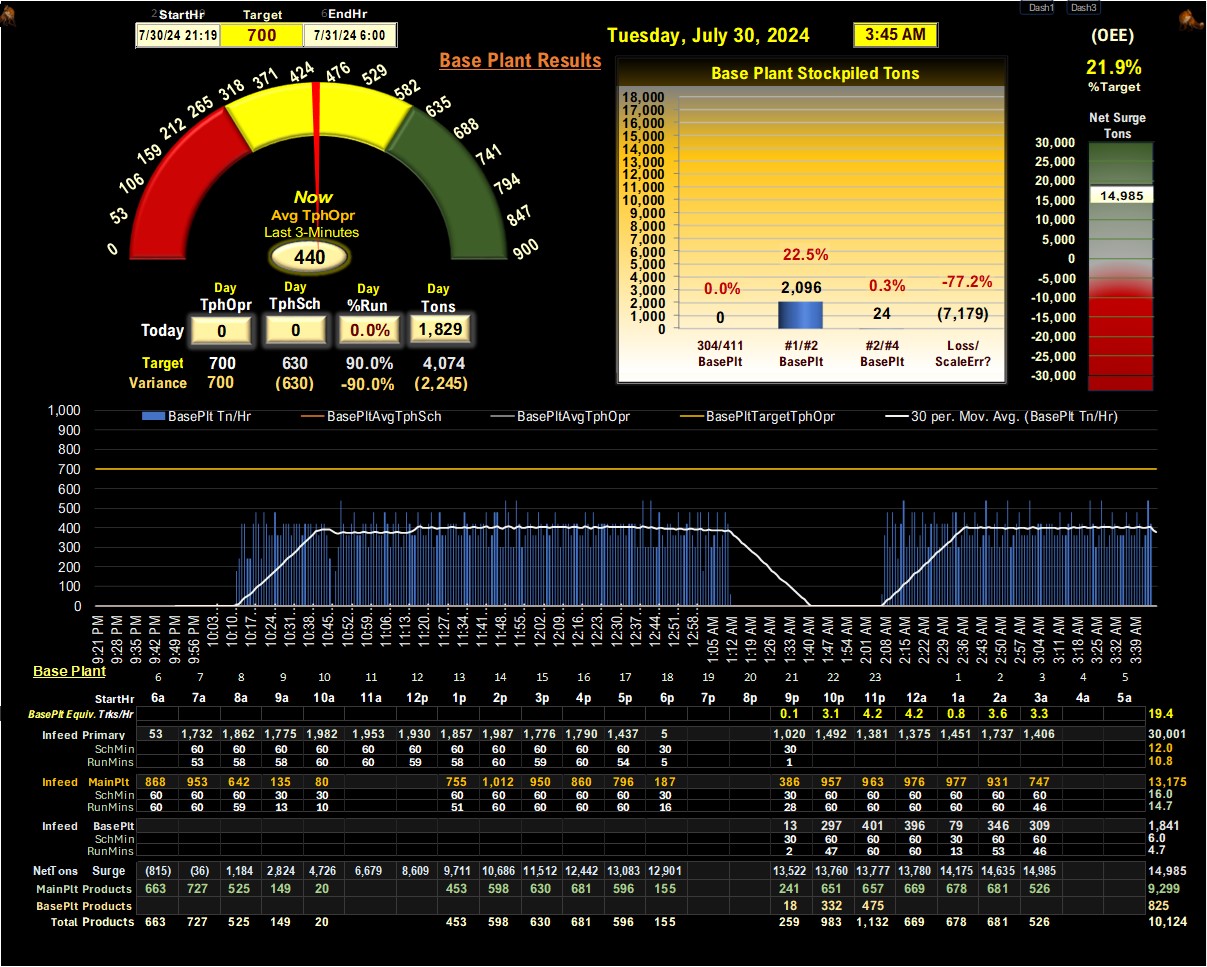 StartHr Target EndHr
7/30/24 21:19 700 7/31/24 6:00
Base Plant Results
Tuesday, July 30, 2024 3:45 AM
Dash1 Dash3
(OEE)
21.9%
%Target
Net Surge
Tons
30,000
25,000
20,000
15,000
14,985
10,000
5,000
0
-5,000
-10,000
-15,000
-20,000
-25,000
-30,000
0 53 106 159 212 265 318 371 424 476 529 582 635 688 741 794 847 900
Now
Avg TphOpr
Last 3-Minutes
440
Day Day Day Day
TphOpr TphSch %Run Tons
Today 0 0 0.0% 1,829
Target 700 630 90.0% 4,074
Variance 700 (630) -90.0% (2,245)
Base Plant Stockpiled Tons
18,000
17,000
16,000
15,000
14,000
13,000
12,000
11,000
10,000
9,000
8,000
7,000
6,000
5,000
4,000
3,000
2,000
1,000
0
0.0% 22.5% 0.3% -77.2%
0 2,096 24 (7,179)
304/411 #1/#2 #2/#4 Loss/
BasePlt BasePlt BasePlt ScaleErr?
BasePlt Tn/Hr BasePltAvgTphSch BasePltAvgTphOpr BasePltTargetTphOpr 30 per. Mov. Avg. (BasePlt Tn/Hr)
1,000
900
800
700
600
500
400
300
200
100
0
9:21 PM 9:28 PM 9:35 PM 9:42 PM 9:49 PM 9:56 PM 10:03… 10:10… 10:17… 10:24… 10:31… 10:38… 10:45… 10:52… 10:59… 11:06… 11:13… 11:20… 11:27… 11:34… 11:41… 11:48… 11:55… 12:02… 12:09… 12:16… 12:23… 12:30… 12:37… 12:44… 12:51… 12:58… 1:05 AM 1:12 AM 1:19 AM 1:26 AM 1:33 AM 1:40 AM 1:47 AM 1:54 AM 2:01 AM 2:08 AM 2:15 AM 2:22 AM 2:29 AM 2:36 AM 2:43 AM 2:50 AM 2:57 AM 3:04 AM 3:11 AM 3:18 AM 3:25 AM 3:32 AM 3:39 AM
Base Plant
6 7 8 9 10 11 12 13 14 15 16 17 18 19 20 21 22 23 1 2 3 4 5
StartHr 6a 7a 8a 9a 10a 11a 12p 1p 2p 3p 4p 5p 6p 7p 8p 9p 10p 11p 12a 1a 2a 3a 4a 5a
BasePlt Equiv. Trks/Hr 0.1 3.1 4.2 4.2 0.8 3.6 3.3 19.4
Infeed Primary 53 1,732 1,862 1,775 1,982 1,953 1,930 1,857 1,987 1,776 1,790 1,437 5 1,020 1,492 1,381 1,375 1,451 1,737 1,406 30,001
SchMin 60 60 60 60 60 60 60 60 60 60 60 30 30 12.0
RunMins 53 58 58 60 60 59 58 60 59 60 54 5 1 10.8
Infeed MainPlt 868 953 642 135 80 755 1,012 950 860 796 187 386 957 963 976 977 931 747 13,175
SchMin 60 60 60 30 30 60 60 60 60 60 30 30 60 60 60 60 60 60 16.0
RunMins 60 60 59 13 10 51 60 60 60 60 16 28 60 60 60 60 60 46 14.7
Infeed BasePlt 13 297 401 396 79 346 309 1,841
SchMin 30 60 60 60 60 60 60 6.0
RunMins 2 47 60 60 13 53 46 4.7
NetTons Surge (815) (36) 1,184 2,824 4,726 6,679 8,609 9,711 10,686 11,512 12,442 13,083 12,901 13,522 13,760 13,777 13,780 14,175 14,635 14,985 14,985
MainPlt Products 663 727 525 149 20 453 598 630 681 596 155 241 651 657 669 678 681 526 9,299
BasePlt Products 18 332 475 825
Total Products 663 727 525 149 20 453 598 630 681 596 155 259 983 1,132 669 678 681 526 10,124